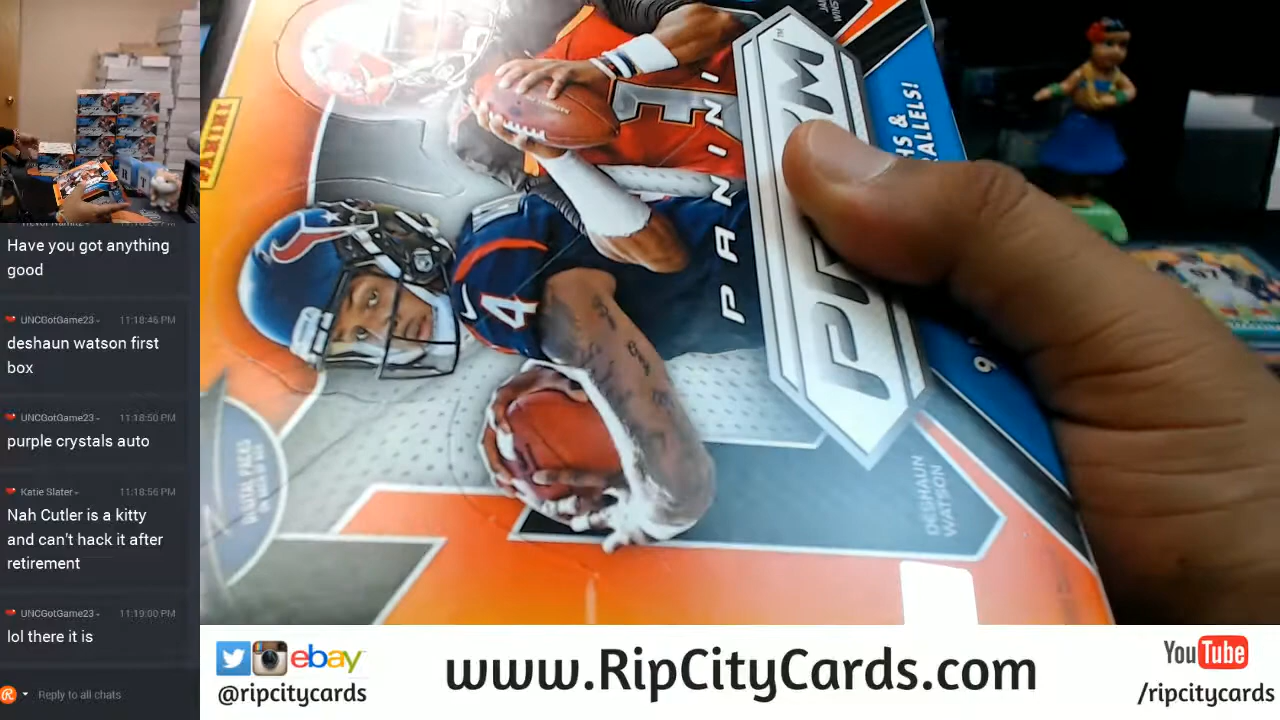 Have you got anything
good
UNCGotGame23
11:18:46 PM
deshaun watson first
box
UNCGotGame23
11:18:50 PM
purple crystals auto
Katie Slater
11:18:56 PM
Nah Cutler is a kitty
and can't hack it after
retirement
UNCGotGame23
11:19:00 PM
lol there it is
Reply to all chats
PANINI
PANINI
4
DESHAUN
WATSON
ebay
@ripcitycards
www.RipCityCards.com
YouTube
/ripcitycards